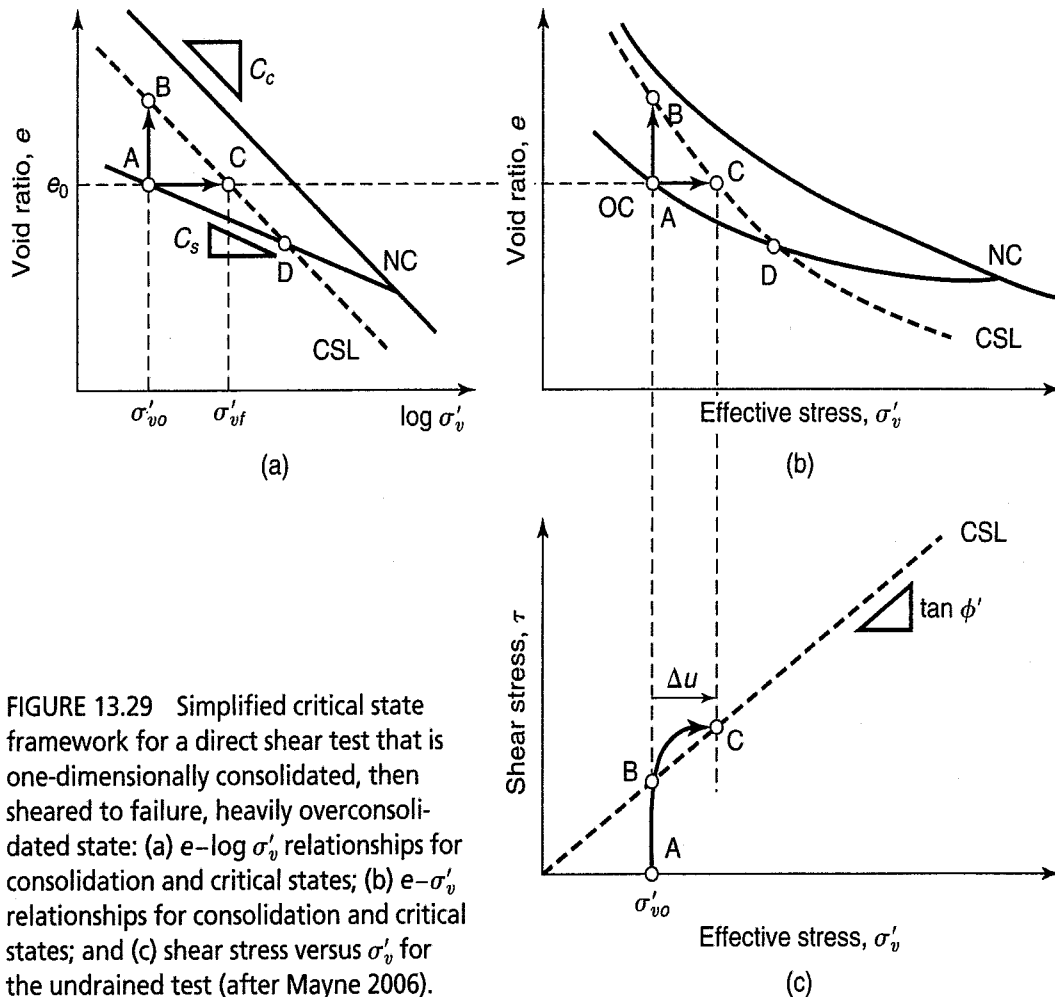 Void ratio, e
C_c
B
A
C
e₀
C_s
D
NC
CSL
σ′_vo
σ′_vf
log σ′_v
(a)
Void ratio, e
B
C
OC
A
D
NC
CSL
Effective stress, σ′_v
(b)
Shear stress, τ
CSL
tan ϕ′
Δu
C
B
A
σ′_vo
Effective stress, σ′_v
(c)
FIGURE 13.29 Simplified critical state
framework for a direct shear test that is
one-dimensionally consolidated, then
sheared to failure, heavily overconsoli-
dated state: (a) e–log σ′_v relationships for
consolidation and critical states; (b) e–σ′_v
relationships for consolidation and critical
states; and (c) shear stress versus σ′_v for
the undrained test (after Mayne 2006).